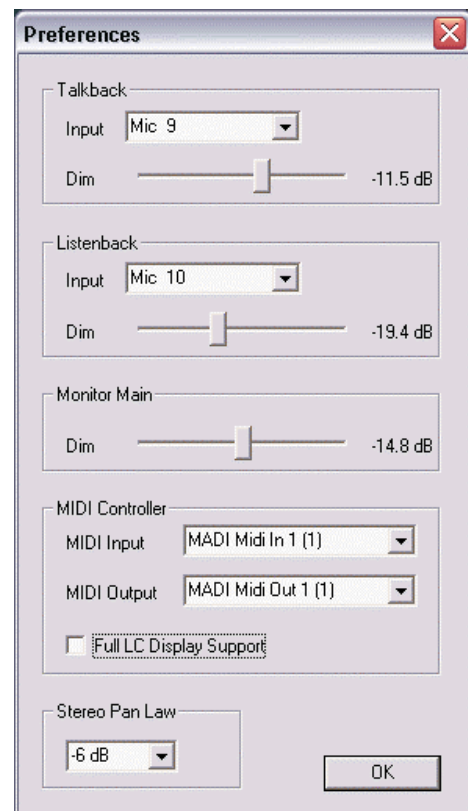 Preferences
Talkback
Input Mic 9
Dim -11.5 dB
Listenback
Input Mic 10
Dim -19.4 dB
Monitor Main
Dim -14.8 dB
MIDI Controller
MIDI Input MADI Midi In 1 (1)
MIDI Output MADI Midi Out 1 (1)
Full LC Display Support
Stereo Pan Law
-6 dB
OK